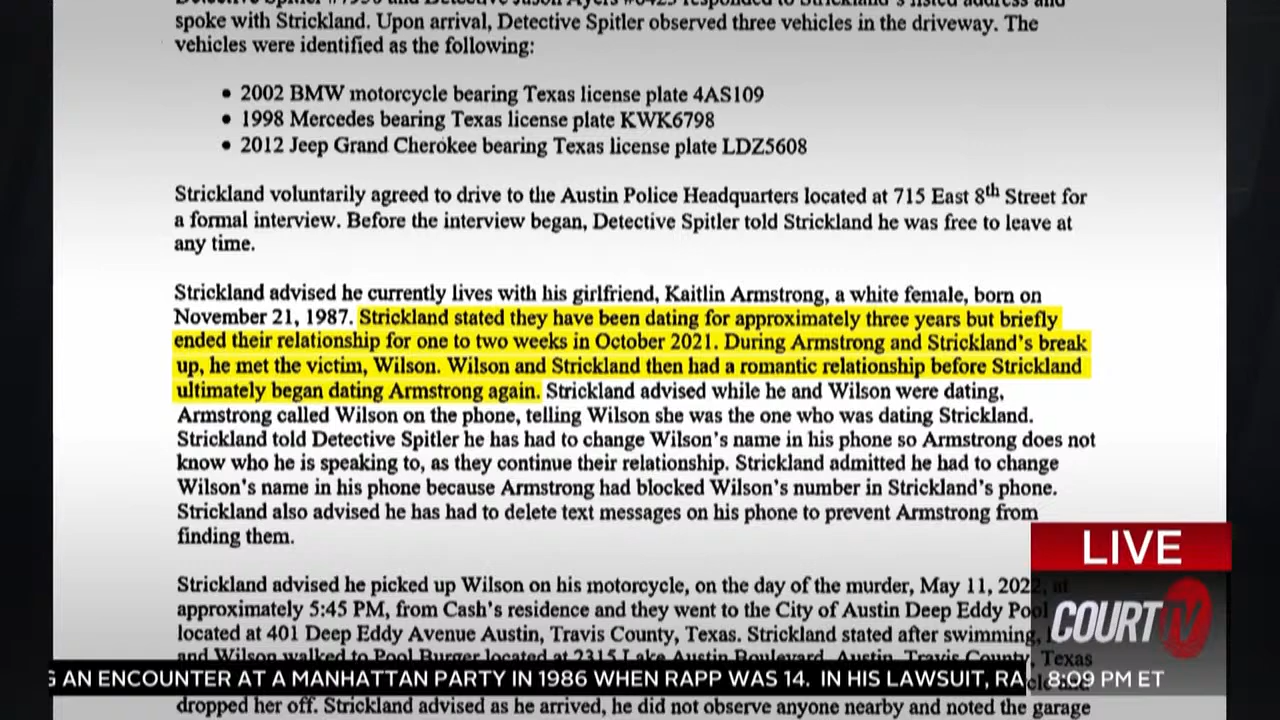 spoke with Strickland. Upon arrival, Detective Spitler observed three vehicles in the driveway. The
vehicles were identified as the following:
• 2002 BMW motorcycle bearing Texas license plate 4AS109
• 1998 Mercedes bearing Texas license plate KWK6798
• 2012 Jeep Grand Cherokee bearing Texas license plate LDZ5608
Strickland voluntarily agreed to drive to the Austin Police Headquarters located at 715 East 8th Street for
a formal interview. Before the interview began, Detective Spitler told Strickland he was free to leave at
any time.
Strickland advised he currently lives with his girlfriend, Kaitlin Armstrong, a white female, born on
November 21, 1987. Strickland stated they have been dating for approximately three years but briefly
ended their relationship for one to two weeks in October 2021. During Armstrong and Strickland's break
up, he met the victim, Wilson. Wilson and Strickland then had a romantic relationship before Strickland
ultimately began dating Armstrong again. Strickland advised while he and Wilson were dating,
Armstrong called Wilson on the phone, telling Wilson she was the one who was dating Strickland.
Strickland told Detective Spitler he has had to change Wilson's name in his phone so Armstrong does not
know who he is speaking to, as they continue their relationship. Strickland admitted he had to change
Wilson's name in his phone because Armstrong had blocked Wilson's number in Strickland's phone.
Strickland also advised he has had to delete text messages on his phone to prevent Armstrong from
finding them.
Strickland advised he picked up Wilson on his motorcycle, on the day of the murder, May 11, 2022, at
approximately 5:45 PM, from Cash's residence and they went to the City of Austin Deep Eddy Pool
located at 401 Deep Eddy Avenue Austin, Travis County, Texas. Strickland stated after swimming,
and Wilson walked to Pool Burger located at 2315 Lake Austin Boulevard, Austin, Travis County, Texas
dropped her off. Strickland advised as he arrived, he did not observe anyone nearby and noted the garage
LIVE
COURT TV
G AN ENCOUNTER AT A MANHATTAN PARTY IN 1986 WHEN RAPP WAS 14. IN HIS LAWSUIT, RA
8:09 PM ET